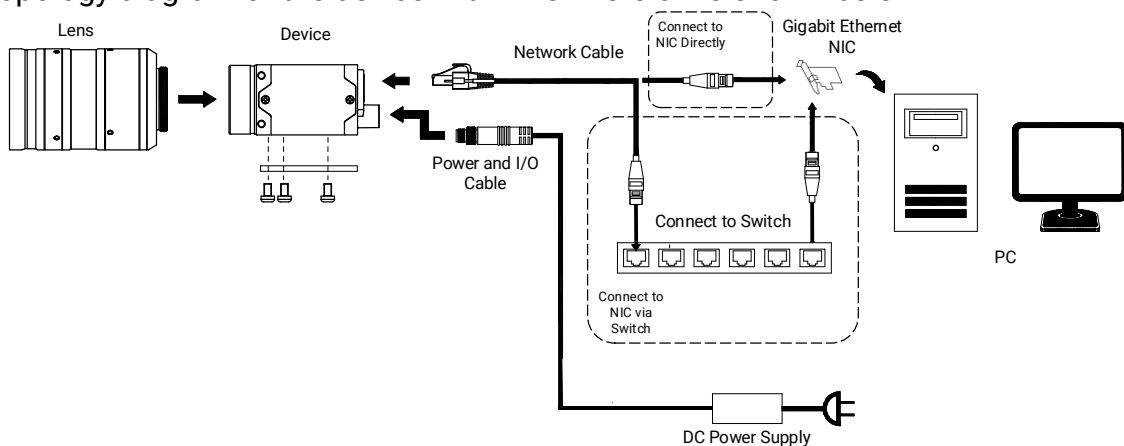 Lens
Device
Network Cable
Connect to
NIC Directly
Gigabit Ethernet
NIC
Power and I/O
Cable
Connect to Switch
Connect to
NIC via
Switch
PC
DC Power Supply